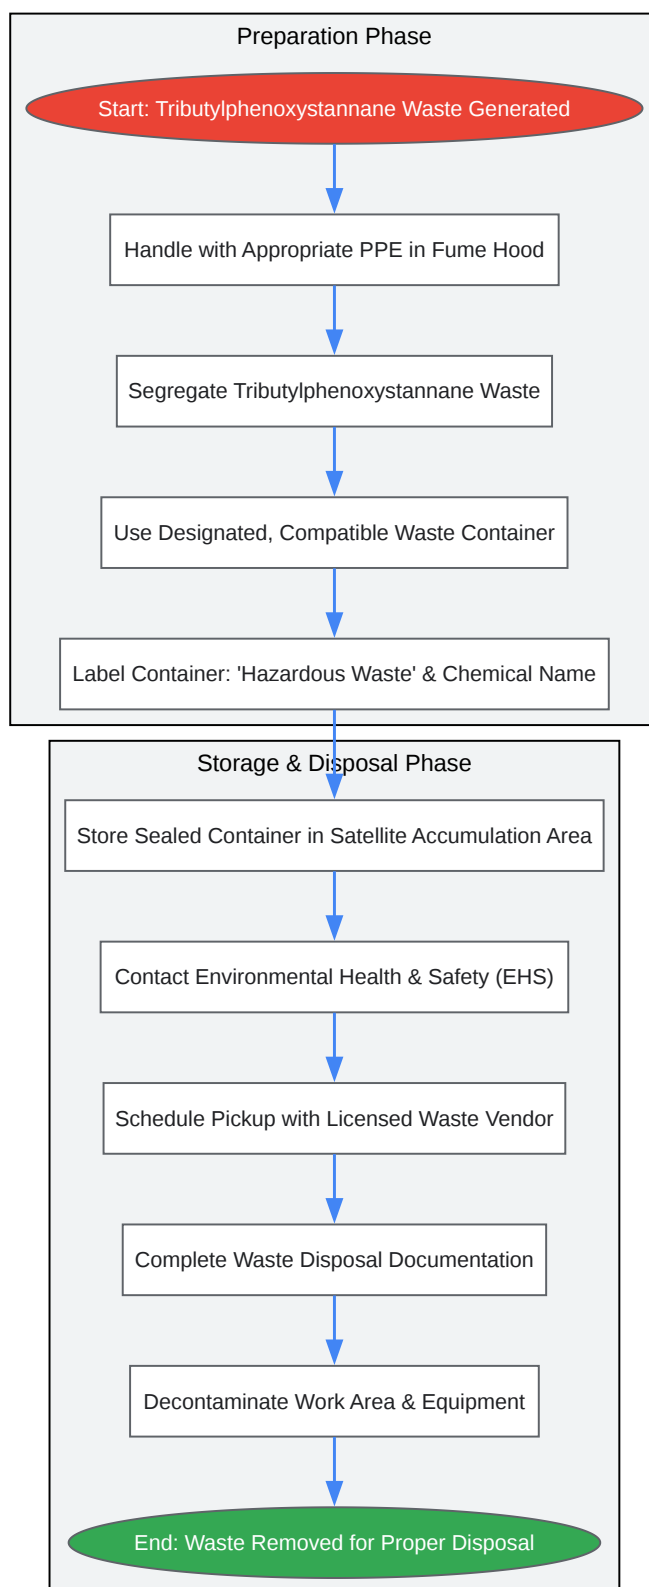 Preparation Phase
Start: Tributylphenoxystannane Waste Generated
Handle with Appropriate PPE in Fume Hood
Segregate Tributylphenoxystannane Waste
Use Designated, Compatible Waste Container
Label Container: 'Hazardous Waste' & Chemical Name
Storage & Disposal Phase
Store Sealed Container in Satellite Accumulation Area
Contact Environmental Health & Safety (EHS)
Schedule Pickup with Licensed Waste Vendor
Complete Waste Disposal Documentation
Decontaminate Work Area & Equipment
End: Waste Removed for Proper Disposal